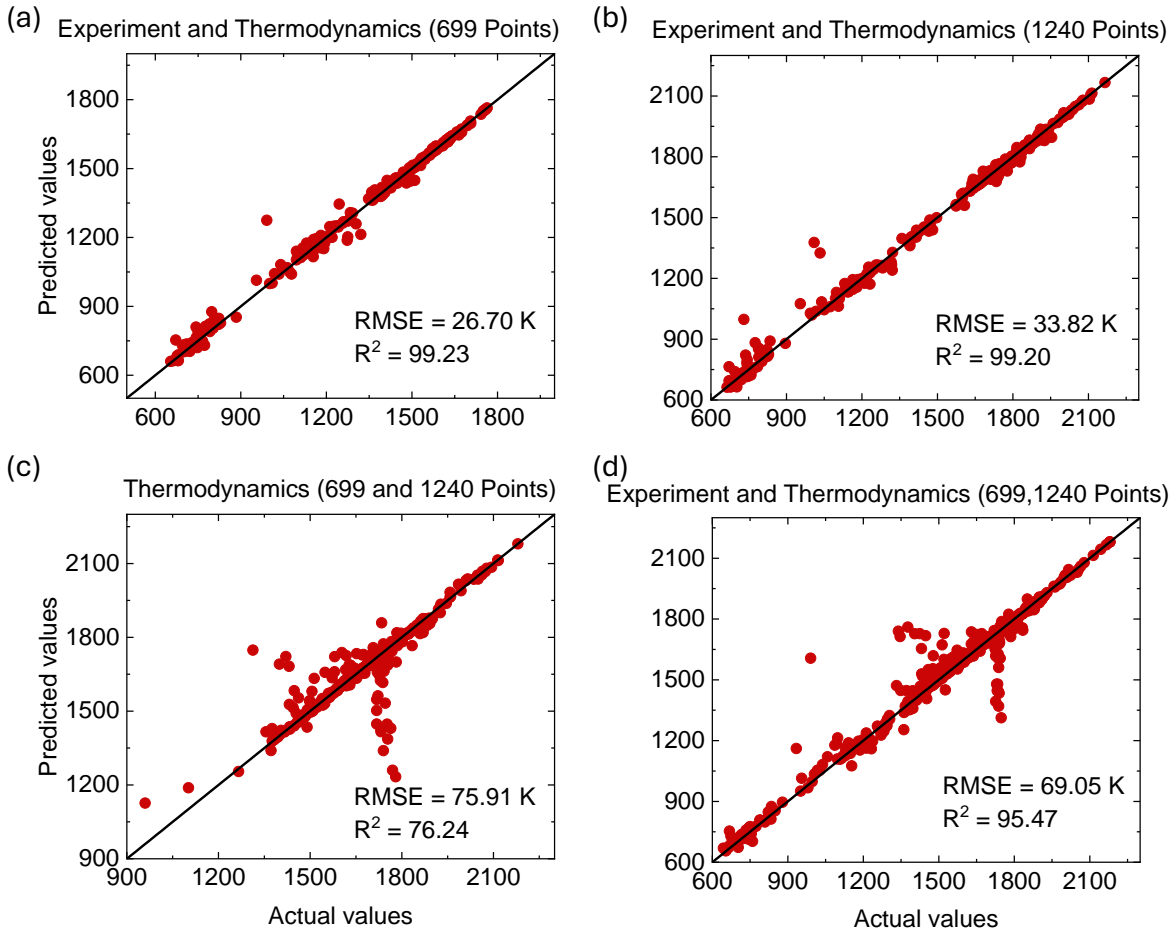 (a)
Experiment and Thermodynamics (699 Points)
Predicted values
1800
1500
1200
900
600
600
900
1200
1500
1800
RMSE = 26.70 K
R² = 99.23
(b)
Experiment and Thermodynamics (1240 Points)
2100
1800
1500
1200
900
600
600
900
1200
1500
1800
2100
RMSE = 33.82 K
R² = 99.20
(c)
Thermodynamics (699 and 1240 Points)
Predicted values
2100
1800
1500
1200
900
900
1200
1500
1800
2100
RMSE = 75.91 K
R² = 76.24
Actual values
(d)
Experiment and Thermodynamics (699,1240 Points)
2100
1800
1500
1200
900
600
600
900
1200
1500
1800
2100
RMSE = 69.05 K
R² = 95.47
Actual values